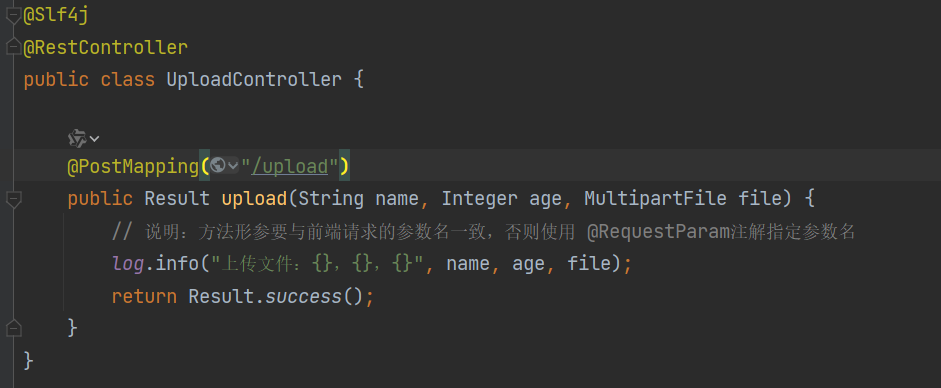 @Slf4j
@RestController
public class UploadController {
@PostMapping("/upload")
public Result upload(String name, Integer age, MultipartFile file) {
// 说明：方法形参要与前端请求的参数名一致，否则使用 @RequestParam注解指定参数名
log.info("上传文件：{}，{}，{}", name, age, file);
return Result.success();
}
}